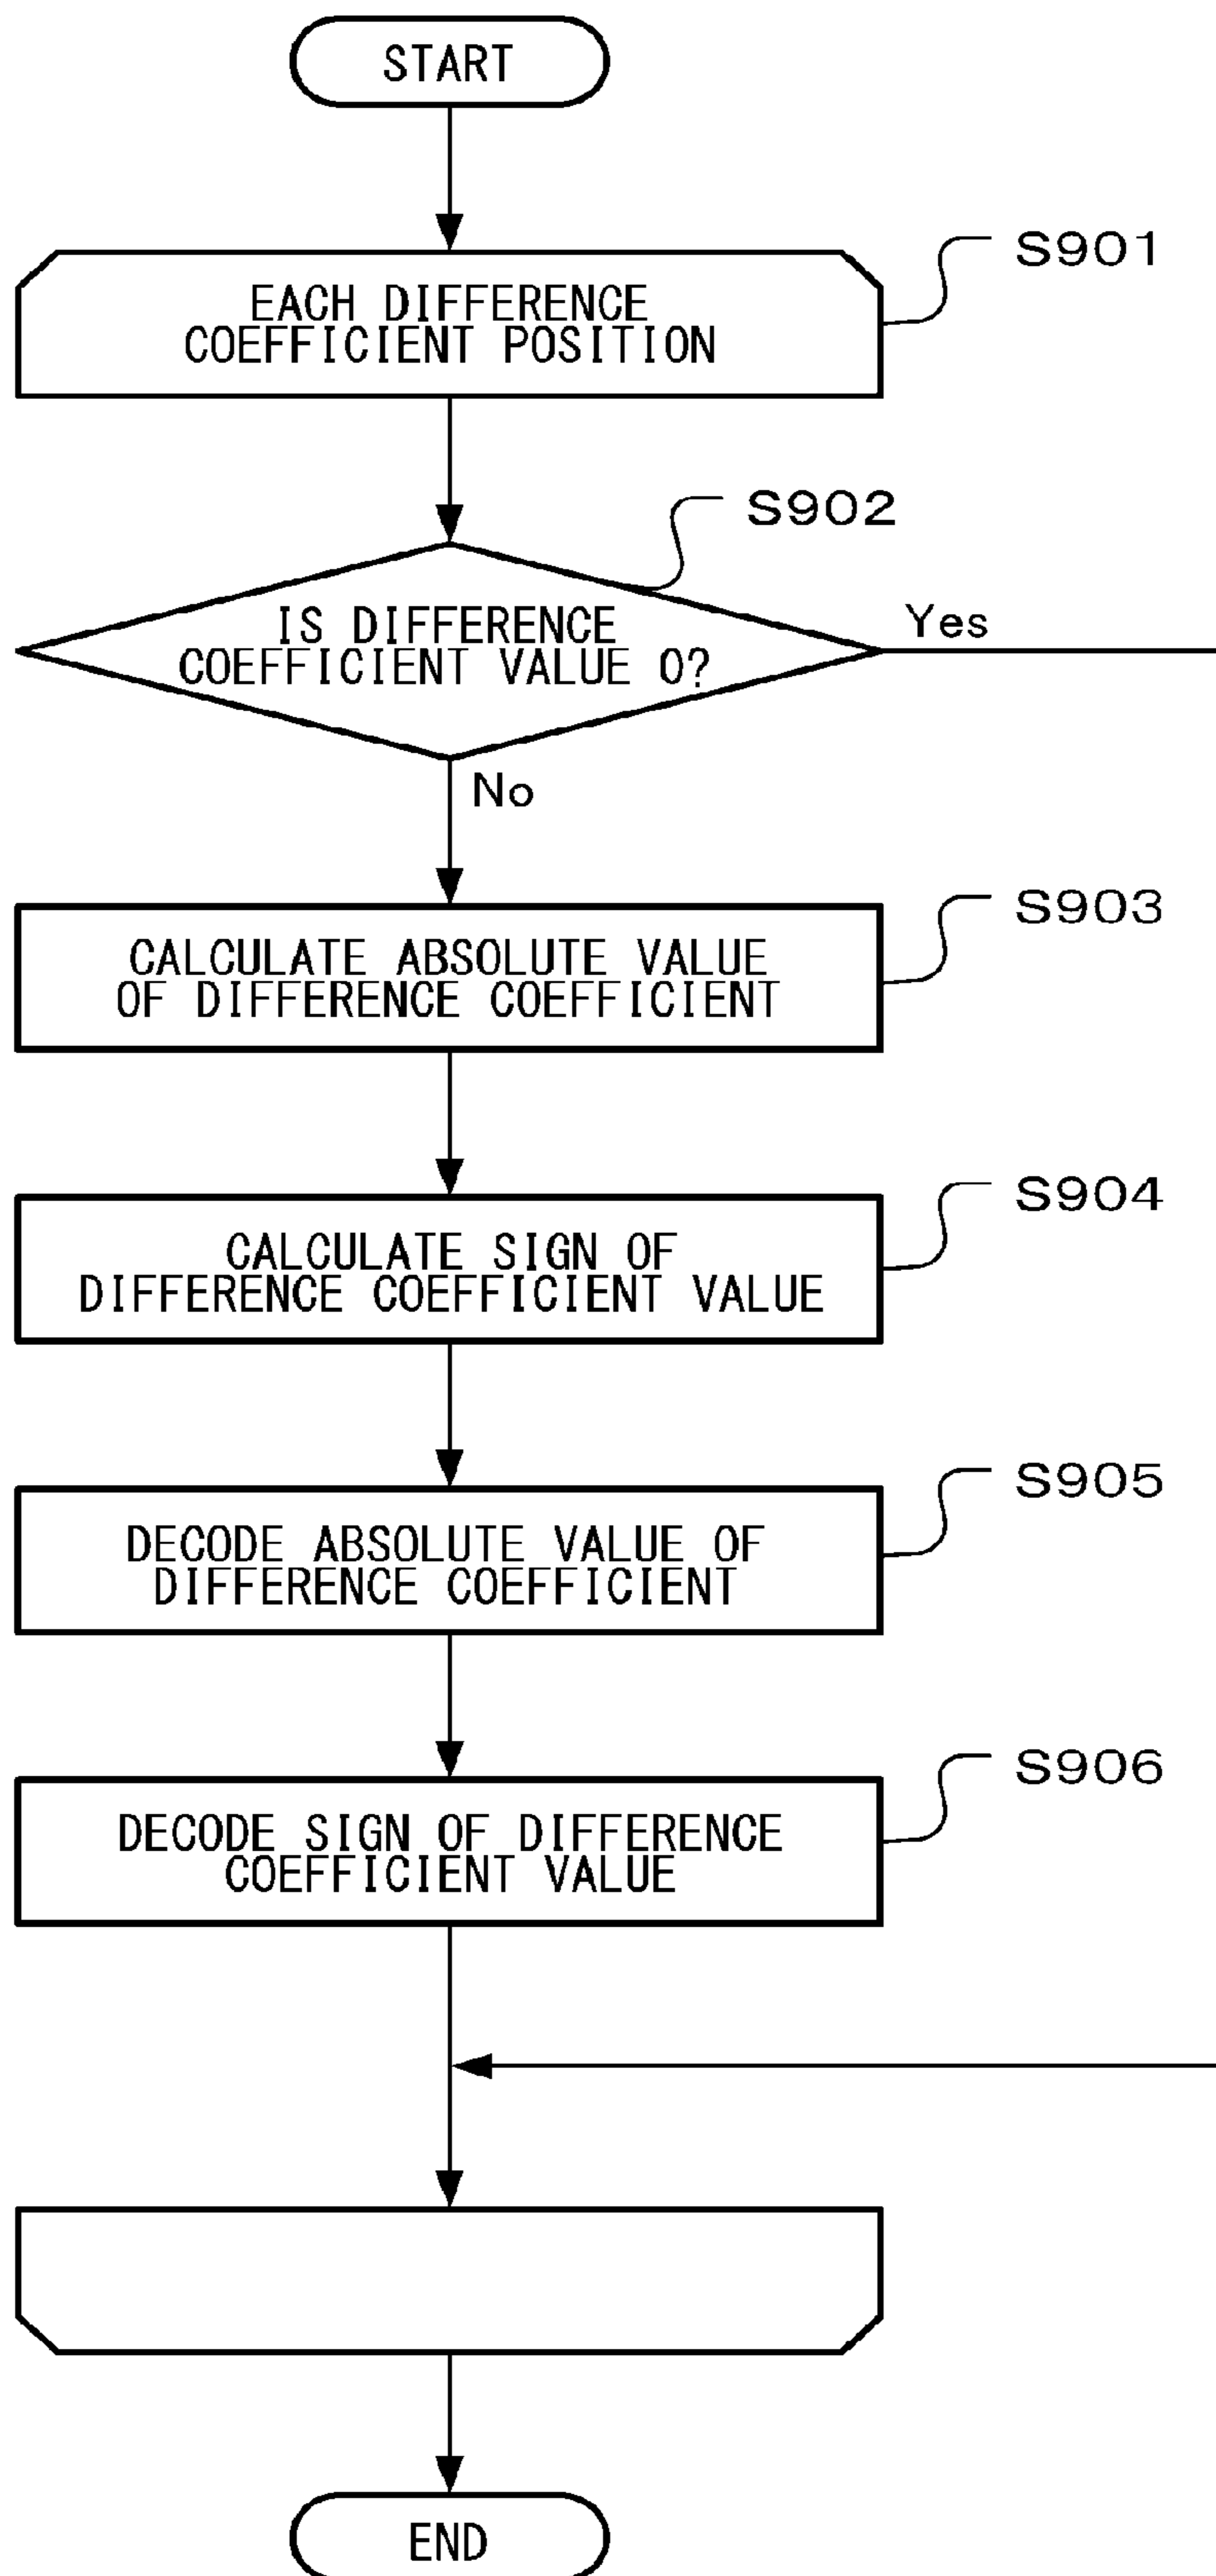 START
EACH DIFFERENCE
COEFFICIENT POSITION
S901
S902
IS DIFFERENCE
COEFFICIENT VALUE 0?
Yes
No
CALCULATE ABSOLUTE VALUE
OF DIFFERENCE COEFFICIENT
S903
CALCULATE SIGN OF
DIFFERENCE COEFFICIENT VALUE
S904
DECODE ABSOLUTE VALUE OF
DIFFERENCE COEFFICIENT
S905
DECODE SIGN OF DIFFERENCE
COEFFICIENT VALUE
S906
END